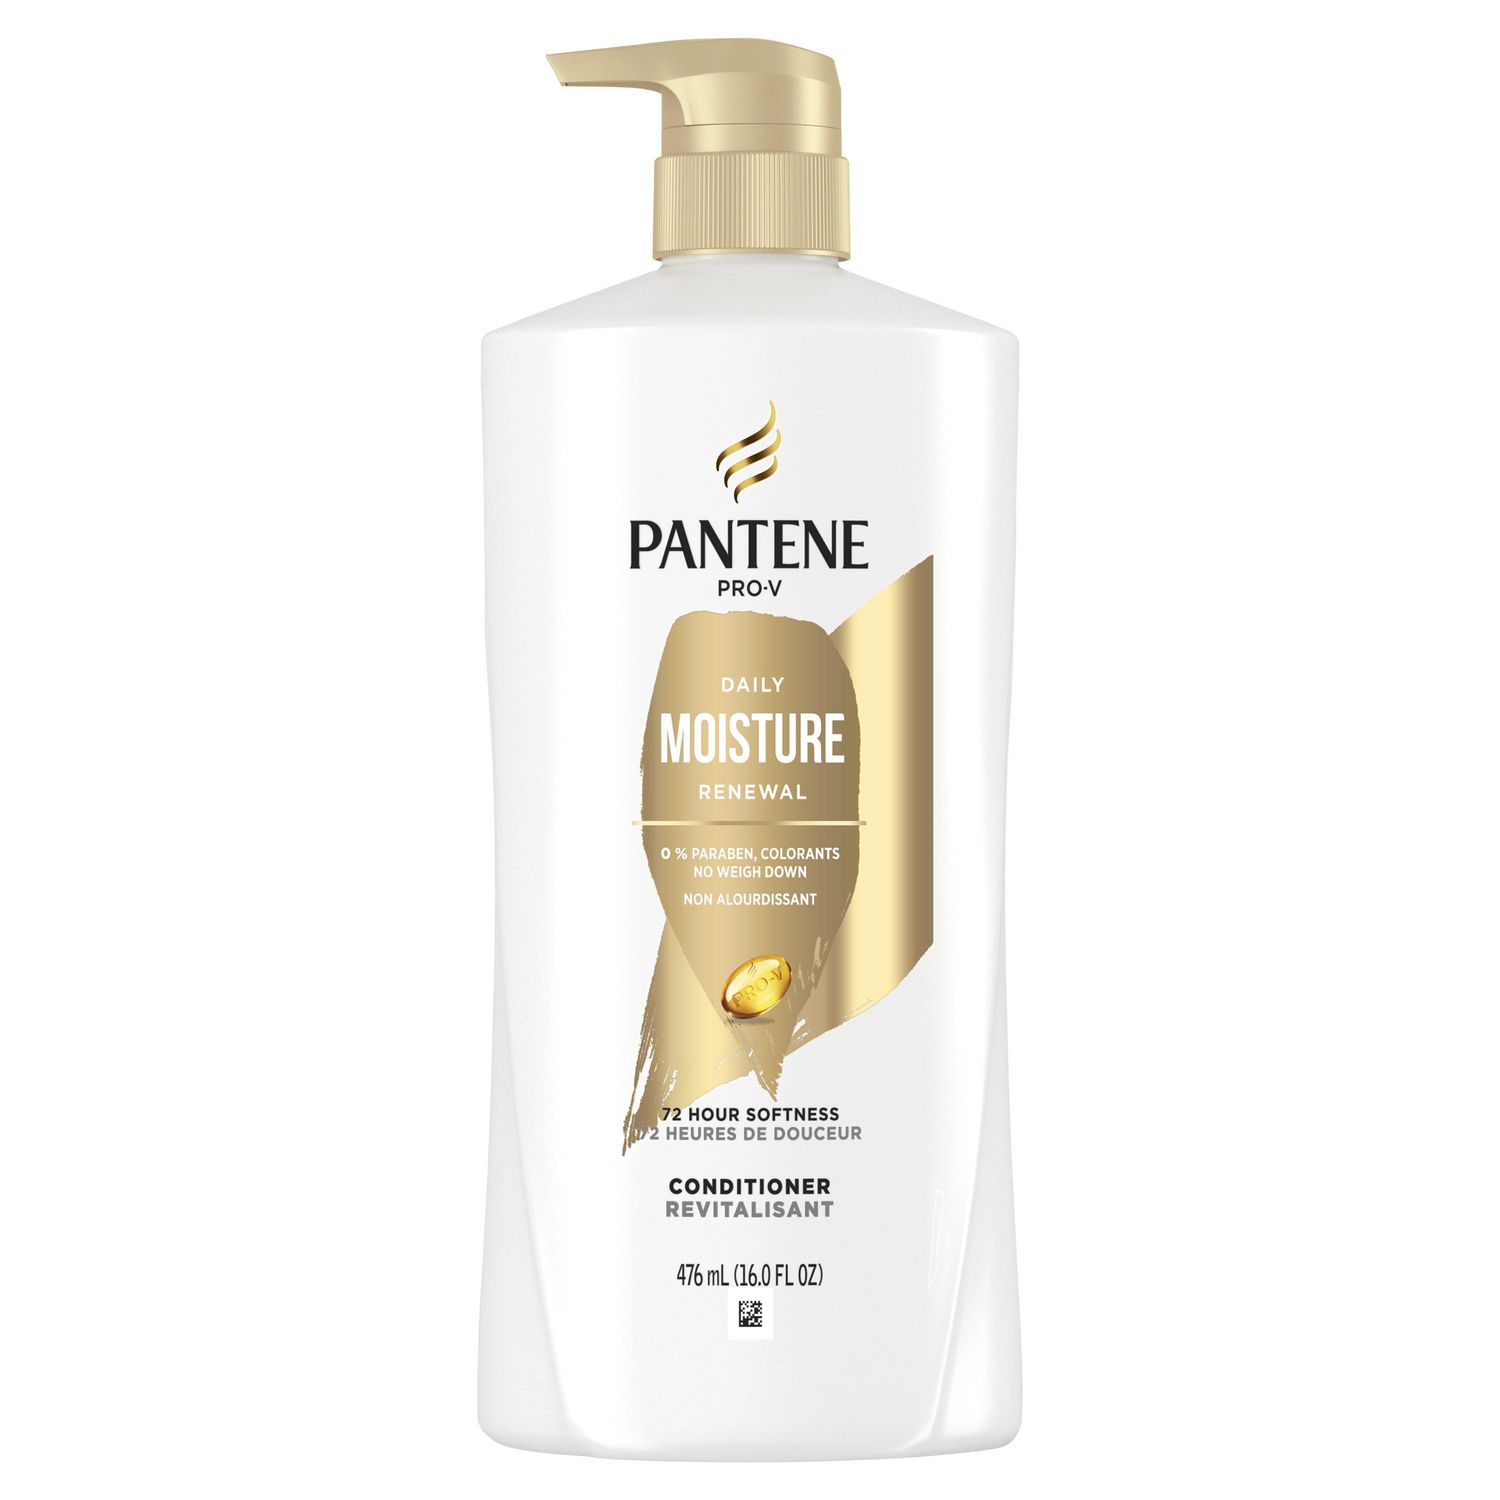 PANTENE
PRO-V
DAILY
MOISTURE
RENEWAL
0 % PARABEN, COLORANTS
NO WEIGH DOWN
NON ALOURDISSANT
PRO-V
72 HOUR SOFTNESS
72 HEURES DE DOUCEUR
CONDITIONER
REVITALISANT
476 mL (16.0 FL OZ)